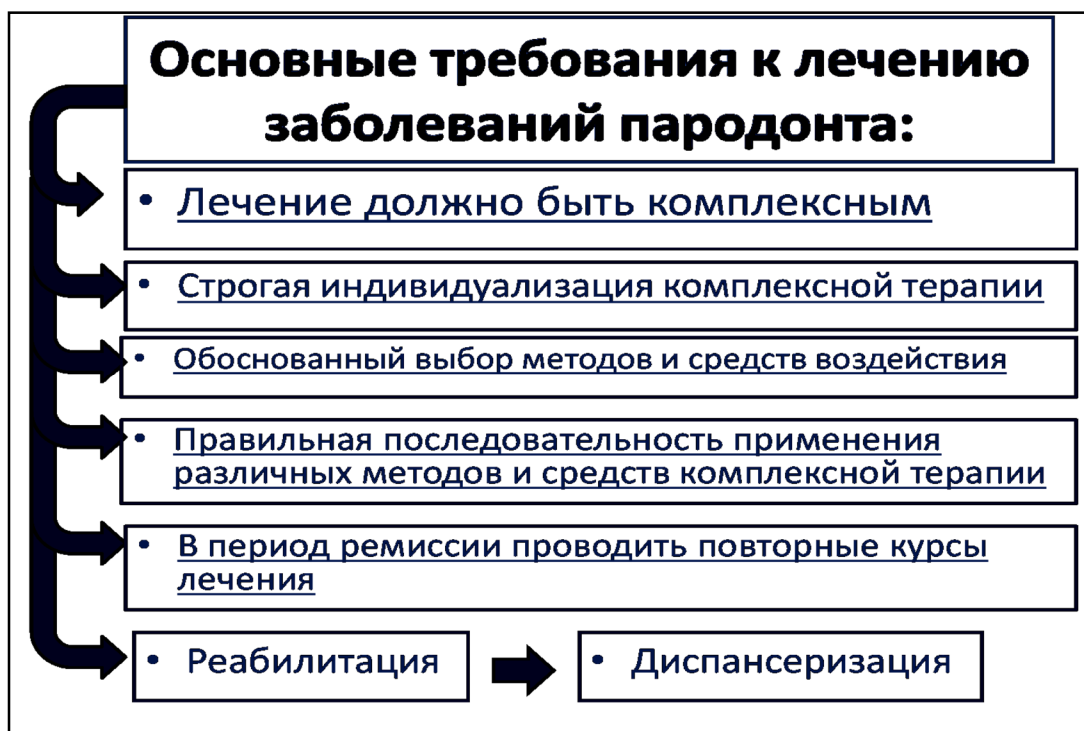 Основные требования к лечению
заболеваний пародонта:
• Лечение должно быть комплексным
• Строгая индивидуализация комплексной терапии
• Обоснованный выбор методов и средств воздействия
• Правильная последовательность применения
различных методов и средств комплексной терапии
• В период ремиссии проводить повторные курсы
лечения
• Реабилитация
• Диспансеризация